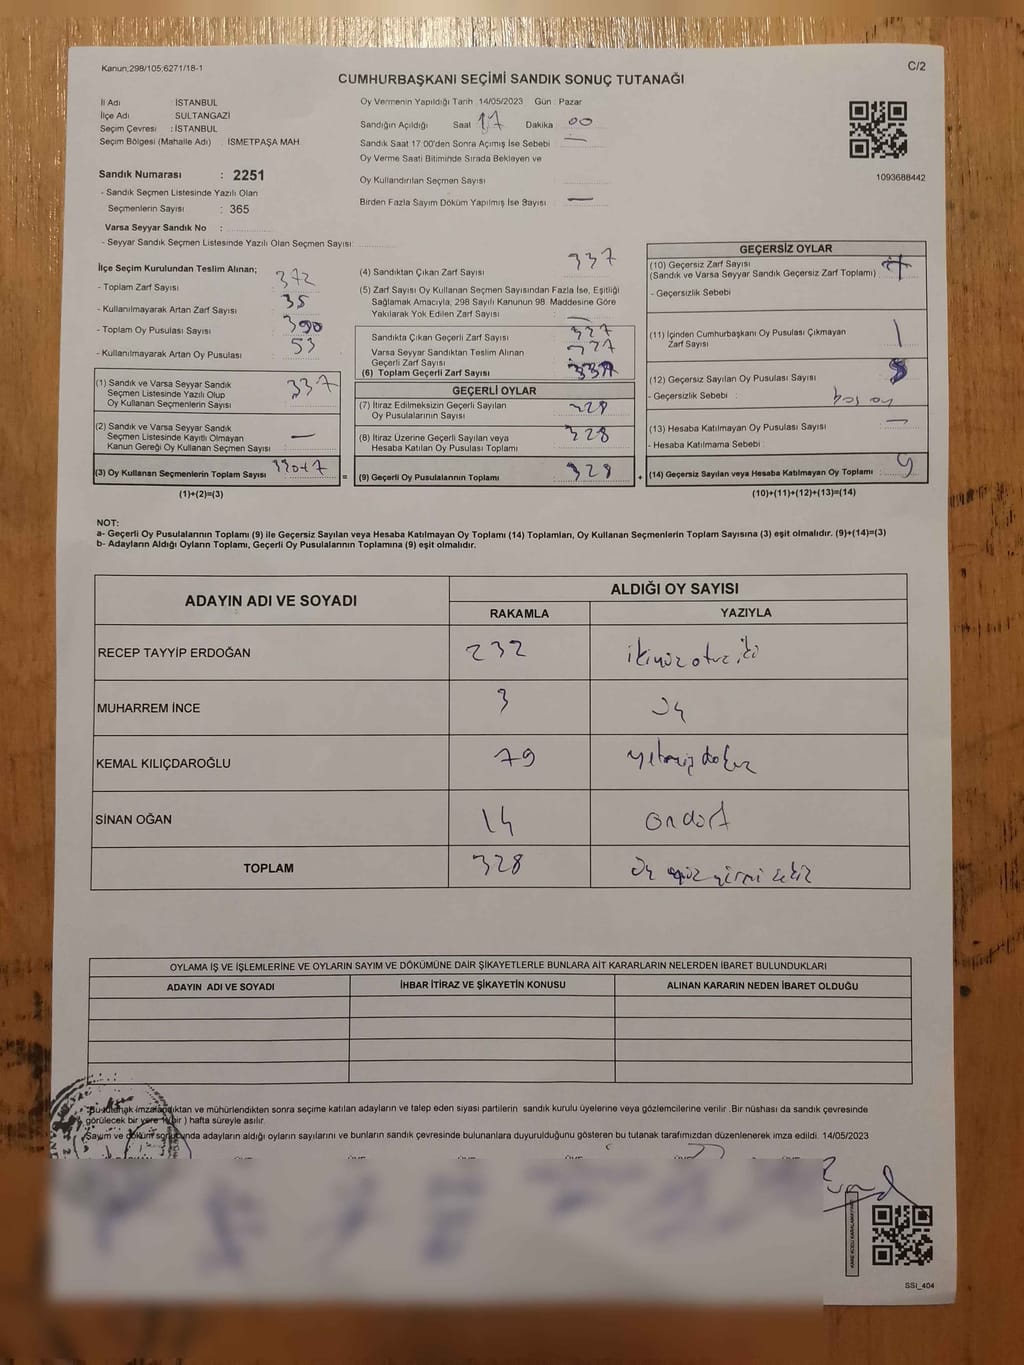 Kanun,298/105;6271/18-1
C/2
CUMHURBAŞKANI SEÇİMİ SANDIK SONUÇ TUTANAĞI
İl Adı İSTANBUL
İlçe Adı SULTANGAZİ
Seçim Çevresi : İSTANBUL
Seçim Bölgesi (Mahalle Adı) : İSMETPAŞA MAH.
Sandık Numarası : 2251
- Sandık Seçmen Listesinde Yazılı Olan
Seçmenlerin Sayısı : 365
Varsa Seyyar Sandık No :
- Seyyar Sandık Seçmen Listesinde Yazılı Olan Seçmen Sayısı:
Oy Vermenin Yapıldığı Tarih : 14/05/2023 Gün : Pazar
Sandığın Açıldığı Saat 17 Dakika 00
Sandık Saat 17:00'den Sonra Açımış İse Sebebi —
Oy Verme Saati Bitiminde Sırada Bekleyen ve
Oy Kullandırılan Seçmen Sayısı
Birden Fazla Sayım Döküm Yapılmış İse Sayısı —
1093688442
İlçe Seçim Kurulundan Teslim Alınan;
- Toplam Zarf Sayısı 372
- Kullanılmayarak Artan Zarf Sayısı 35
- Toplam Oy Pusulası Sayısı 390
- Kullanılmayarak Artan Oy Pusulası 53
(1) Sandık ve Varsa Seyyar Sandık
Seçmen Listesinde Yazılı Olup
Oy Kullanan Seçmenlerin Sayısı 337
(2) Sandık ve Varsa Seyyar Sandık
Seçmen Listesinde Kayıtlı Olmayan
Kanun Gereği Oy Kullanan Seçmen Sayısı —
(3) Oy Kullanan Seçmenlerin Toplam Sayısı
(1)+(2)=(3)
(4) Sandıktan Çıkan Zarf Sayısı 337
(5) Zarf Sayısı Oy Kullanan Seçmen Sayısından Fazla İse, Eşitliği
Sağlamak Amacıyla, 298 Sayılı Kanunun 98. Maddesine Göre
Yakılarak Yok Edilen Zarf Sayısı —
Sandıkta Çıkan Geçerli Zarf Sayısı
Varsa Seyyar Sandıktan Teslim Alınan
Geçerli Zarf Sayısı
(6) Toplam Geçerli Zarf Sayısı 337
GEÇERLİ OYLAR
(7) İtiraz Edilmeksizin Geçerli Sayılan
Oy Pusulalarının Sayısı 328
(8) İtiraz Üzerine Geçerli Sayılan veya
Hesaba Katılan Oy Pusulası Toplamı 328
= (9) Geçerli Oy Pusulalarının Toplamı 328 +
GEÇERSİZ OYLAR
(10) Geçersiz Zarf Sayısı
(Sandık ve Varsa Seyyar Sandık Geçersiz Zarf Toplamı)
- Geçersizlik Sebebi
(11) İçinden Cumhurbaşkanı Oy Pusulası Çıkmayan
Zarf Sayısı 1
(12) Geçersiz Sayılan Oy Pusulası Sayısı 8
- Geçersizlik Sebebi : boş oy
(13) Hesaba Katılmayan Oy Pusulası Sayısı —
- Hesaba Katılmama Sebebi :
(14) Geçersiz Sayılan veya Hesaba Katılmayan Oy Toplamı : 9
(10)+(11)+(12)+(13)=(14)
NOT:
a- Geçerli Oy Pusulalarının Toplamı (9) ile Geçersiz Sayılan veya Hesaba Katılmayan Oy Toplamı (14) Toplamları, Oy Kullanan Seçmenlerin Toplam Sayısına (3) eşit olmalıdır. (9)+(14)=(3)
b- Adayların Aldığı Oyların Toplamı, Geçerli Oy Pusulalarının Toplamına (9) eşit olmalıdır.
ADAYIN ADI VE SOYADI ALDIĞI OY SAYISI
RAKAMLA YAZIYLA
RECEP TAYYİP ERDOĞAN 232 ikiyüz otuz iki
MUHARREM İNCE 3 üç
KEMAL KILIÇDAROĞLU 79 yetmiş dokuz
SİNAN OĞAN 14 ondört
TOPLAM 328 üç yüz yirmi sekiz
OYLAMA İŞ VE İŞLEMLERİNE VE OYLARIN SAYIM VE DÖKÜMÜNE DAİR ŞİKAYETLERLE BUNLARA AİT KARARLARIN NELERDEN İBARET BULUNDUKLARI
ADAYIN ADI VE SOYADI İHBAR İTİRAZ VE ŞİKAYETİN KONUSU ALINAN KARARIN NEDEN İBARET OLDUĞU
Bu tutanak imzalandıktan ve mühürlendikten sonra seçime katılan adayların ve talep eden siyasi partilerin sandık kurulu üyelerine veya gözlemcilerine verilir .Bir nüshası da sandık çevresinde
görülecek bir yere 1(bir ) hafta süreyle asılır.
Sayım ve döküm sonucunda adayların aldığı oyların sayılarını ve bunların sandık çevresinde bulunanlara duyurulduğunu gösteren bu tutanak tarafımızdan düzenlenerek imza edildi. 14/05/2023
SSI_404